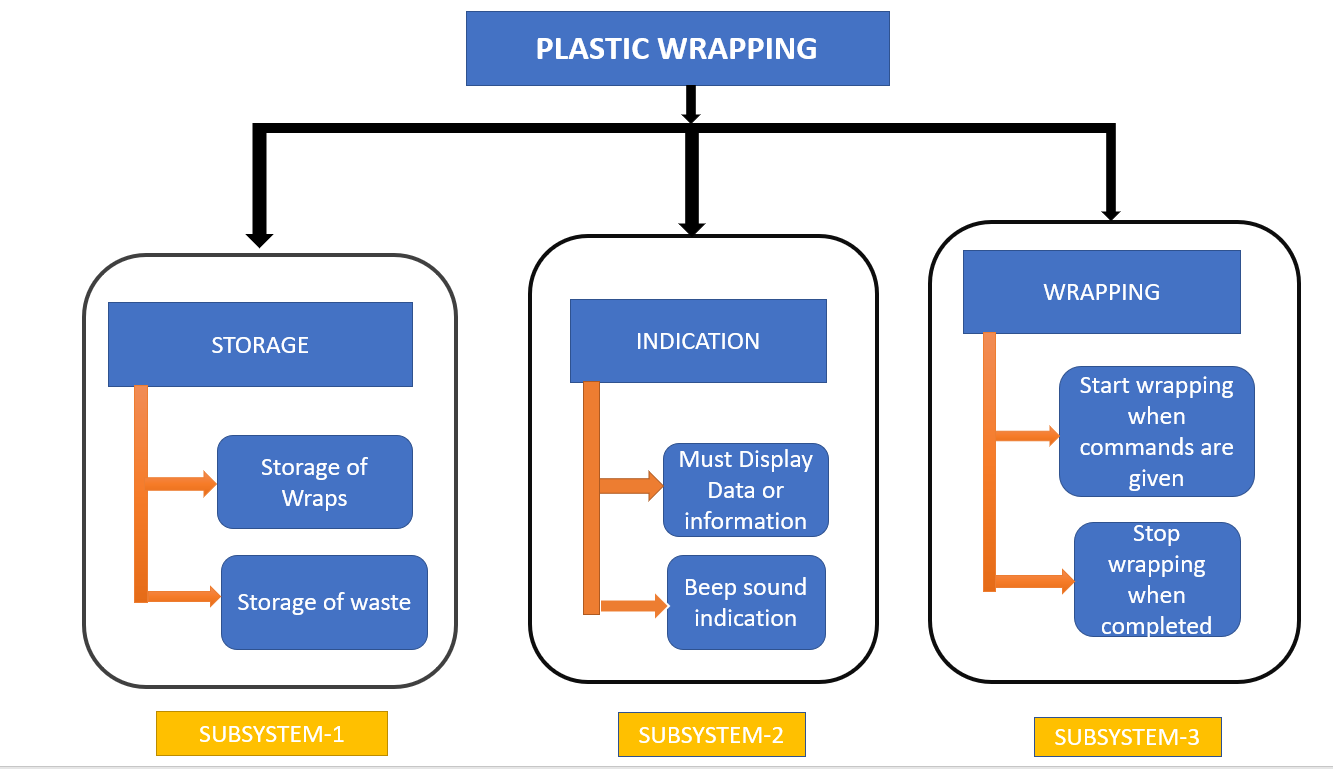 PLASTIC WRAPPING
STORAGE
Storage of
Wraps
Storage of waste
SUBSYSTEM-1
INDICATION
Must Display
Data or
information
Beep sound
indication
SUBSYSTEM-2
WRAPPING
Start wrapping
when
commands are
given
Stop
wrapping
when
completed
SUBSYSTEM-3